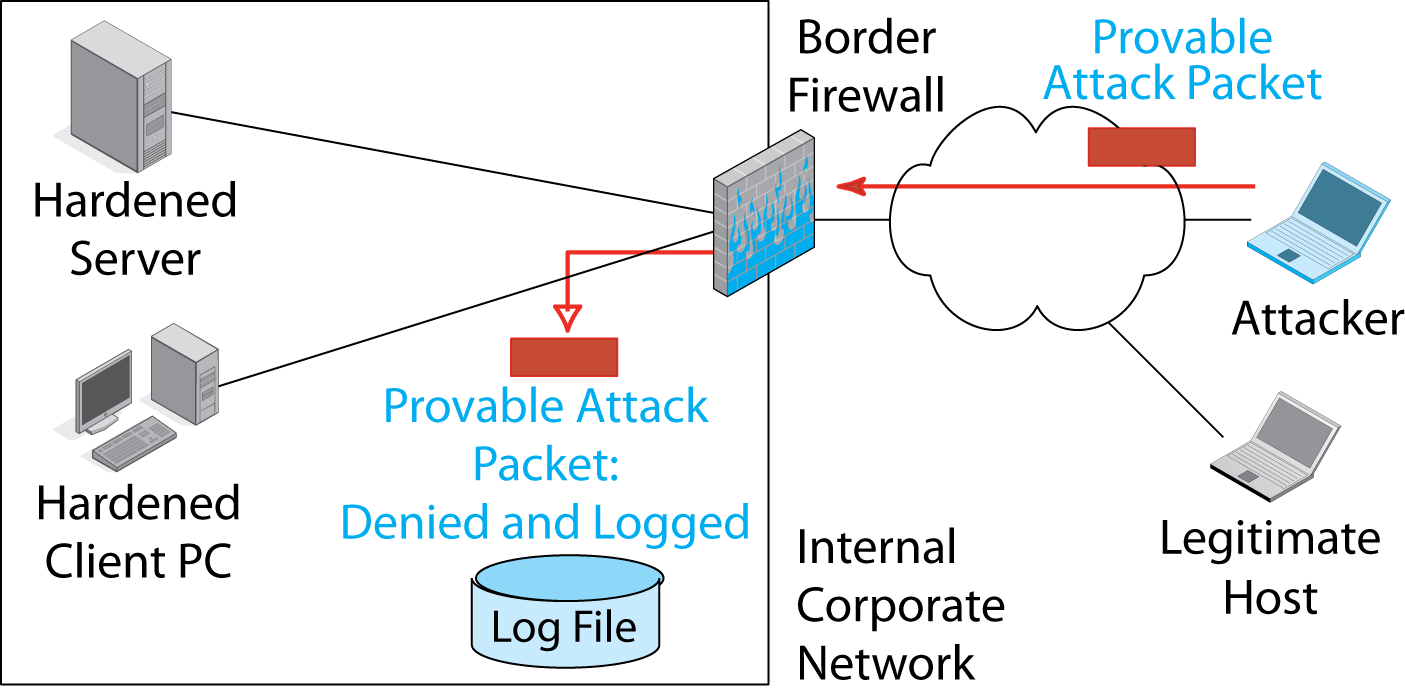 Border
Firewall
Provable
Attack Packet
Hardened
Server
Attacker
Provable Attack
Packet:
Denied and Logged
Hardened
Client PC
Log File
Internal
Corporate
Network
Legitimate
Host